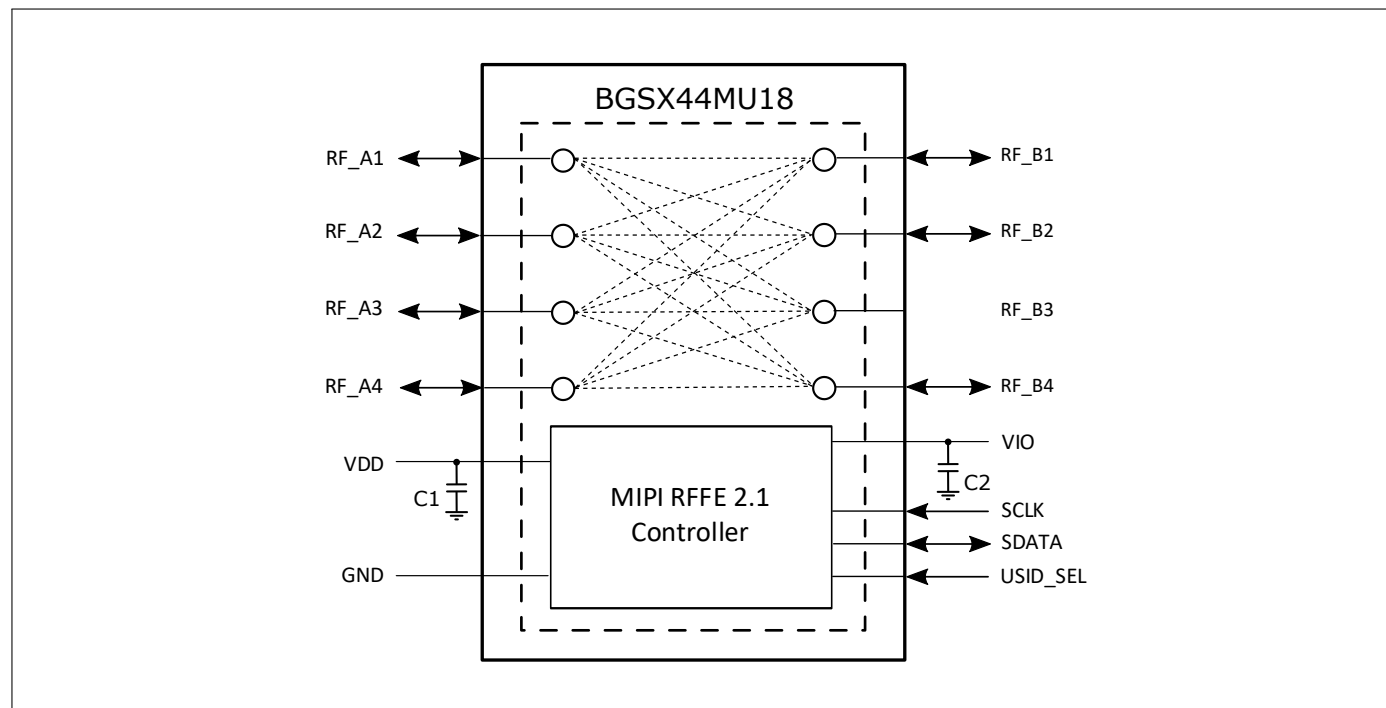 BGSX44MU18
RF_A1
RF_B1
RF_A2
RF_B2
RF_A3
RF_B3
RF_A4
RF_B4
VDD
VIO
C1
C2
MIPI RFFE 2.1
Controller
SCLK
SDATA
GND
USID_SEL